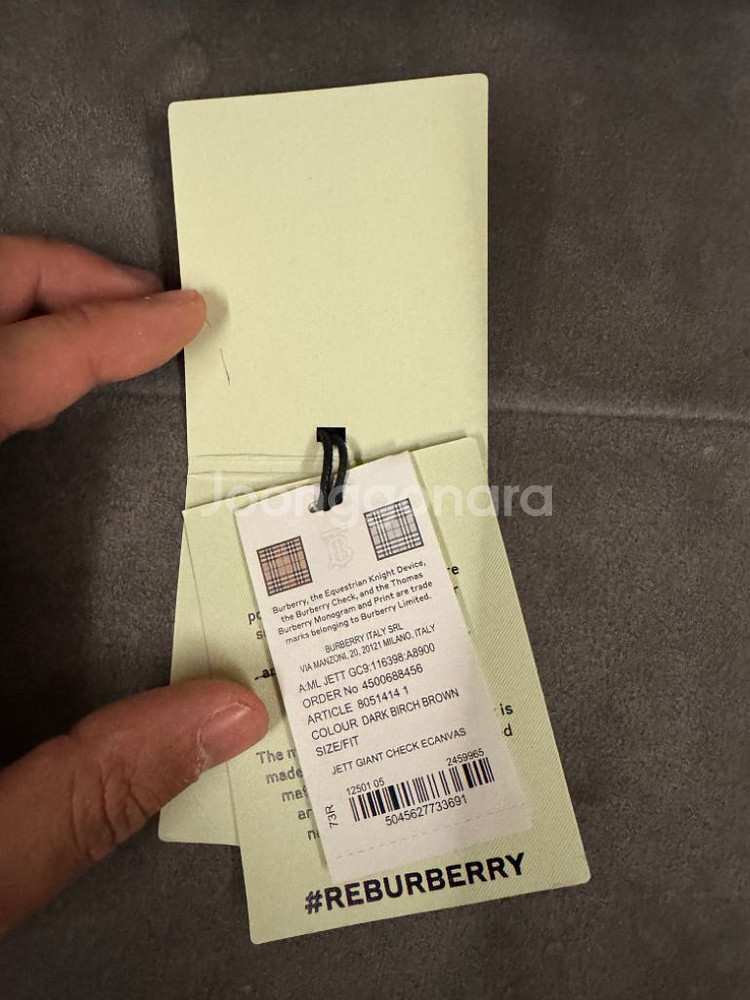 Joonggonara
Burberry, the Equestrian Knight Device,
the Burberry Check, and the Thomas
Burberry Monogram and Print are trade
marks belonging to Burberry Limited.
BURBERRY ITALY SRL
VIA MANZONI, 20, 20121 MILANO, ITALY
A:ML JETT GC9:116398:A8900
ORDER No 4500688456
ARTICLE 8051414 1
COLOUR DARK BIRCH BROWN
SIZE/FIT
JETT GIANT CHECK ECANVAS
12501 05 2459965
73R
5045627733691
is
The
made
#REBURBERRY